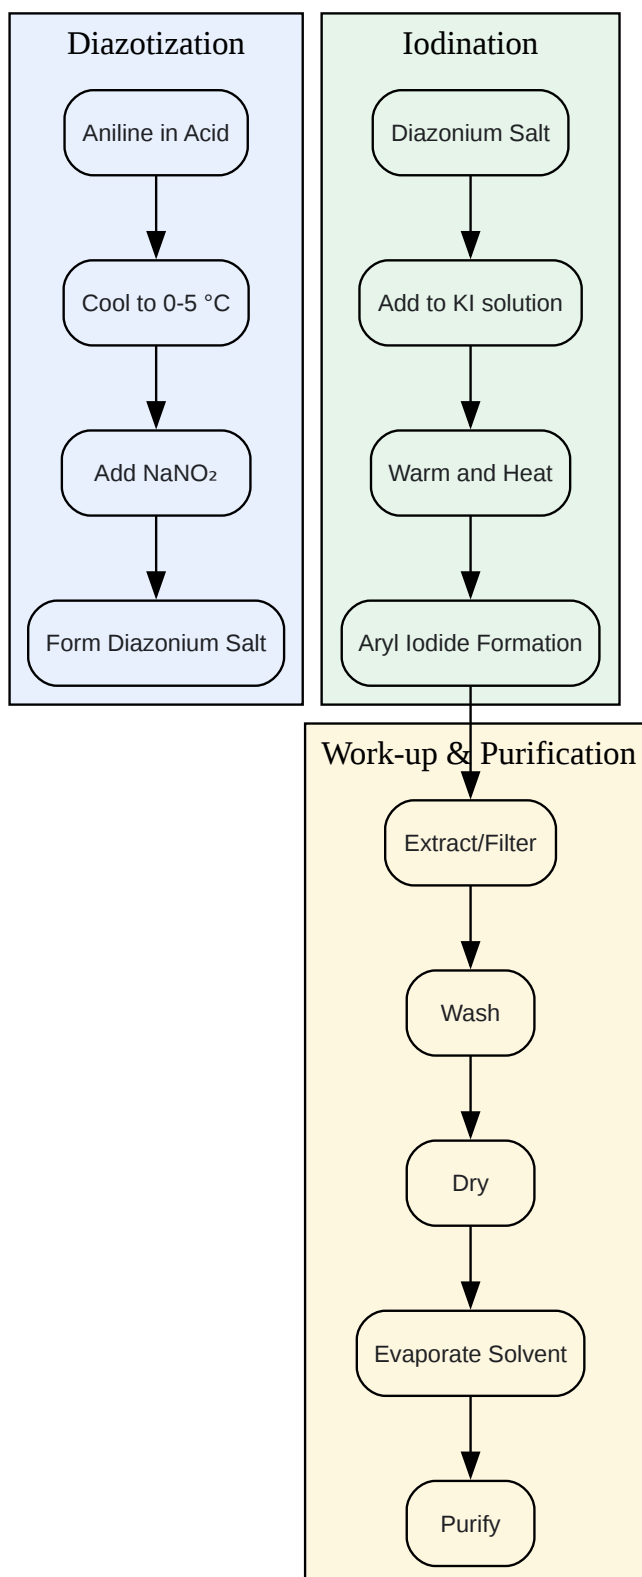 Diazotization
Aniline in Acid
Cool to 0-5 °C
Add NaNO₂
Form Diazonium Salt
Iodination
Diazonium Salt
Add to KI solution
Warm and Heat
Aryl Iodide Formation
Work-up & Purification
Extract/Filter
Wash
Dry
Evaporate Solvent
Purify